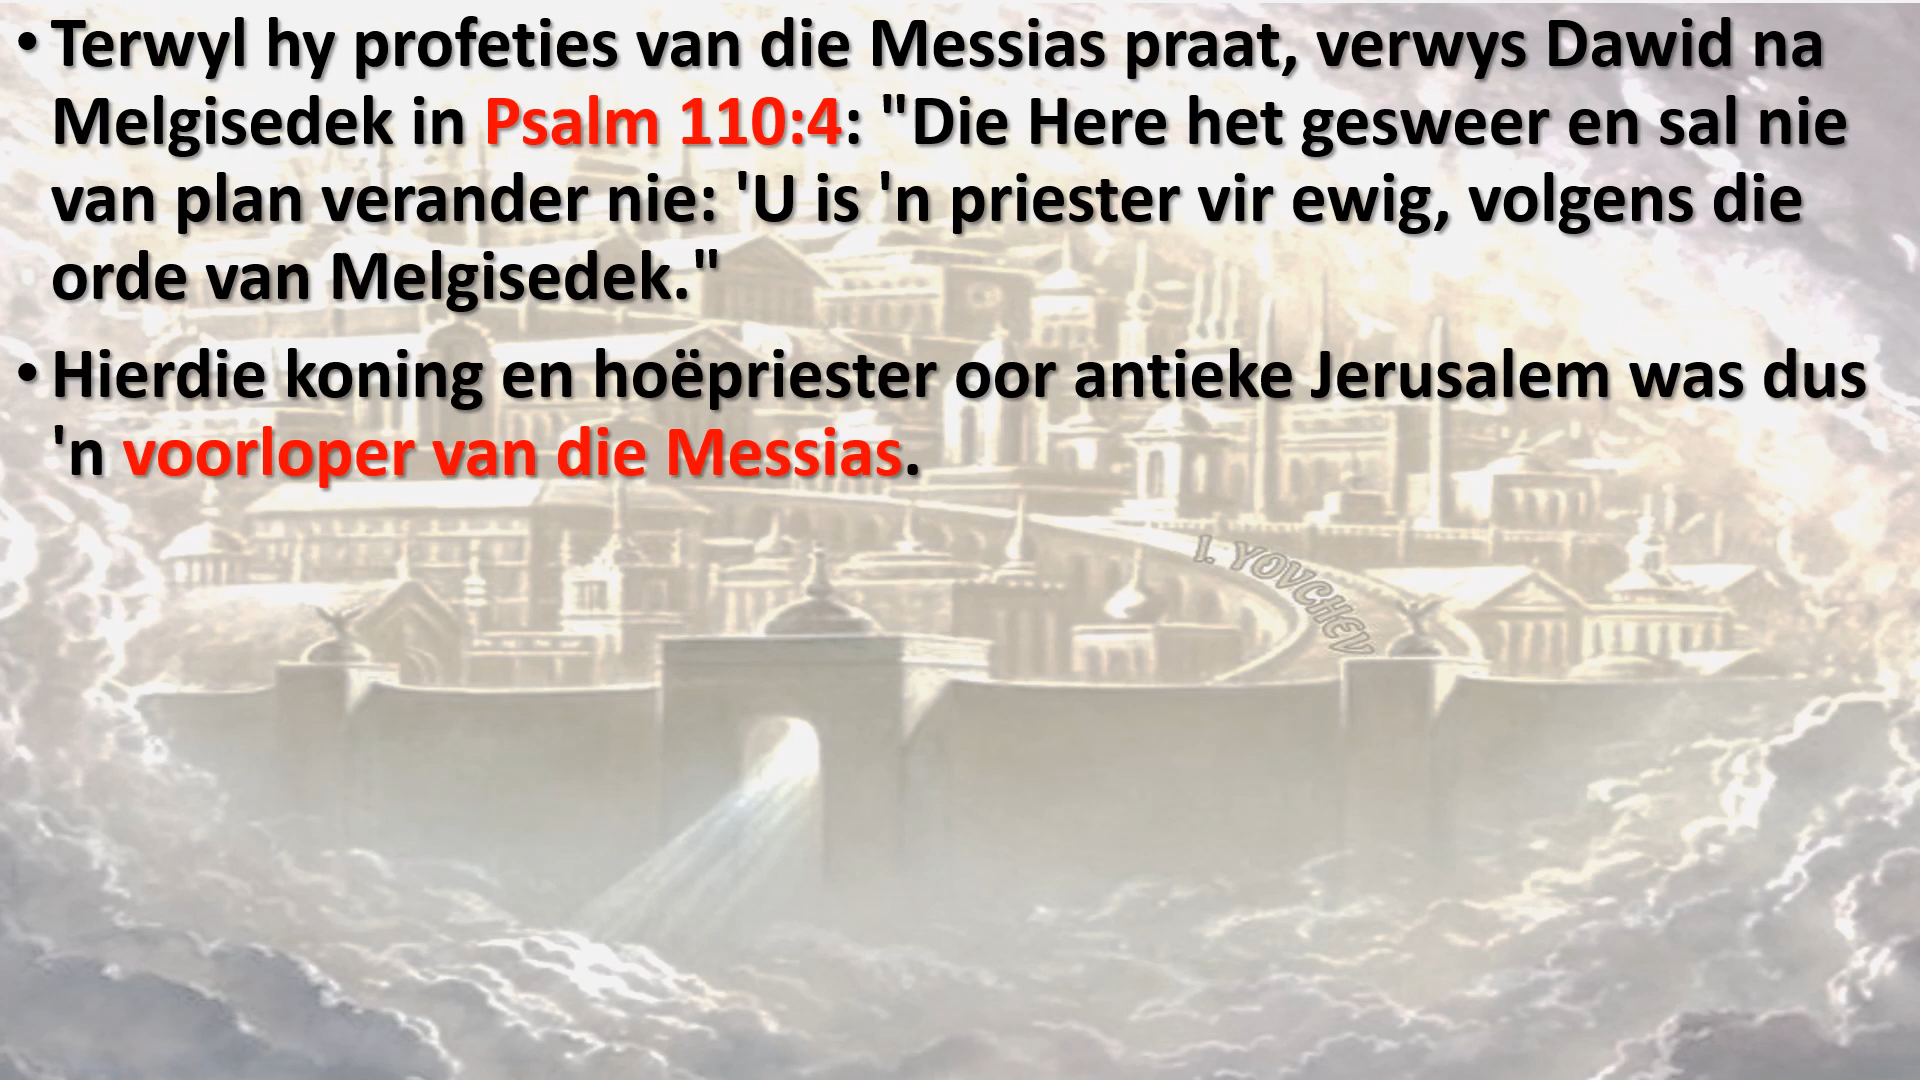 • Terwyl hy profeties van die Messias praat, verwys Dawid na
Melgisedek in Psalm 110:4: "Die Here het gesweer en sal nie
van plan verander nie: 'U is 'n priester vir ewig, volgens die
orde van Melgisedek."
• Hierdie koning en hoëpriester oor antieke Jerusalem was dus
'n voorloper van die Messias.
I. YOVCHEV